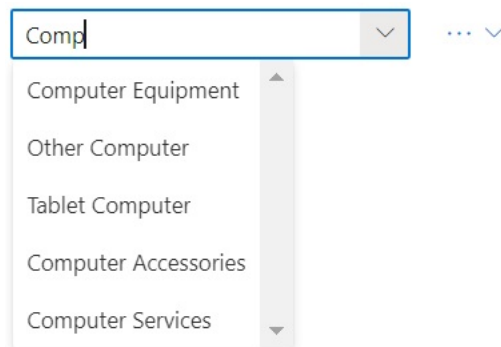 Comp
Computer Equipment
Other Computer
Tablet Computer
Computer Accessories
Computer Services